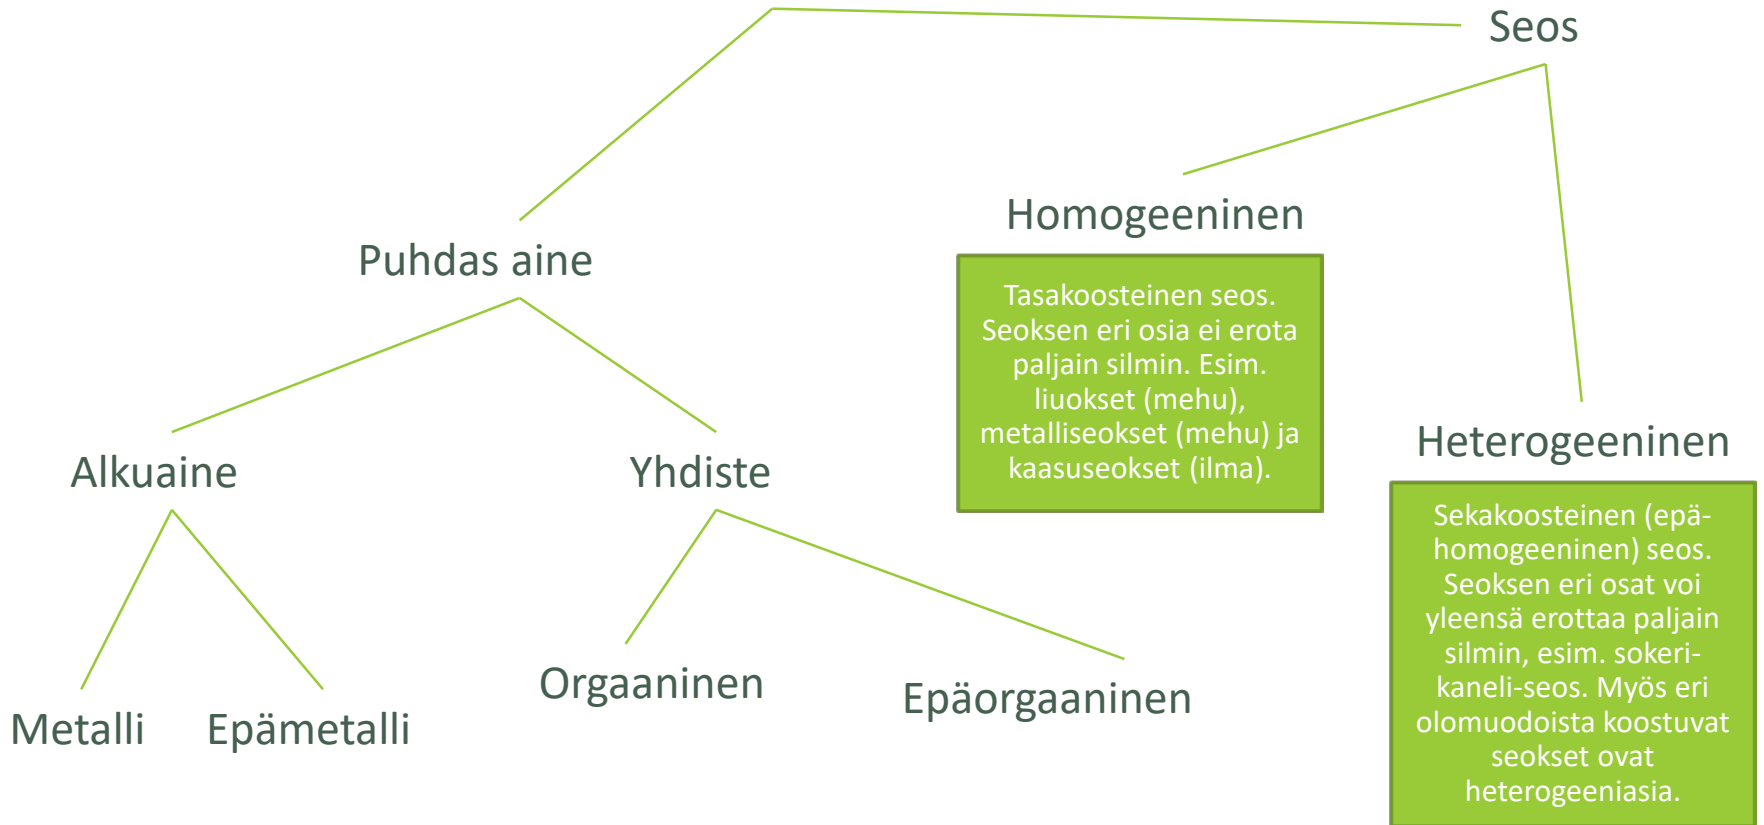 Seos
Homogeeninen
Puhdas aine
Tasakoosteinen seos.
Seoksen eri osia ei erota
paljain silmin. Esim.
liuokset (mehu),
metalliseokset (mehu) ja
kaasuseokset (ilma).
Heterogeeninen
Alkuaine
Yhdiste
Sekakoosteinen (epä-
homogeeninen) seos.
Seoksen eri osat voi
yleensä erottaa paljain
silmin, esim. sokeri-
kaneli-seos. Myös eri
olomuodoista koostuvat
seokset ovat
heterogeeniasia.
Orgaaninen
Epäorgaaninen
Metalli
Epämetalli